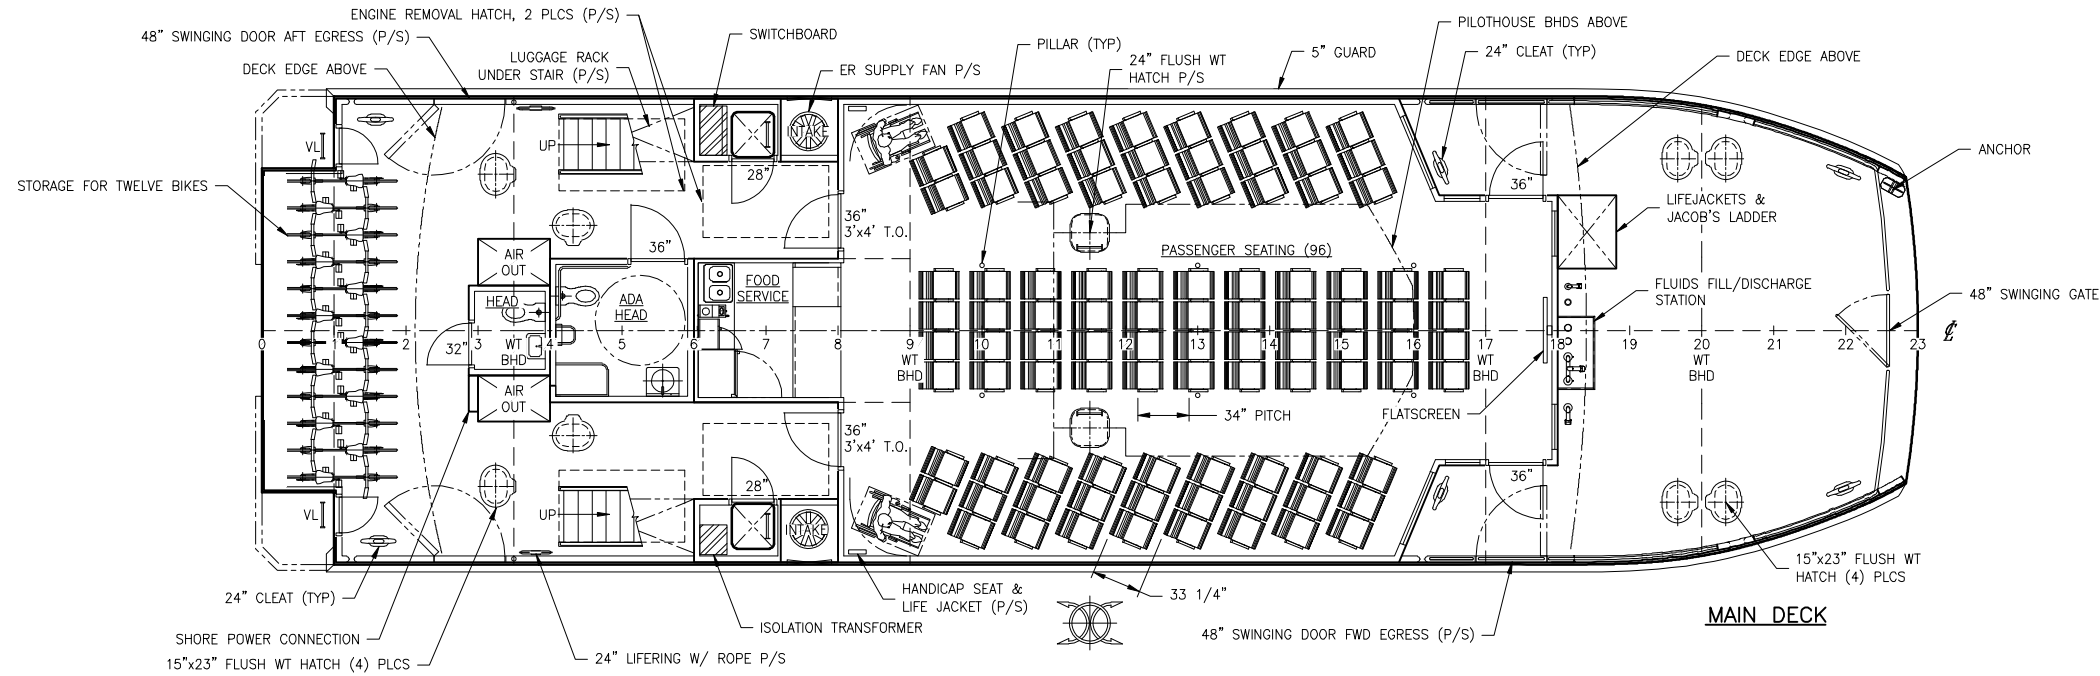 ENGINE REMOVAL HATCH, 2 PLCS (P/S)
48" SWINGING DOOR AFT EGRESS (P/S)
DECK EDGE ABOVE
LUGGAGE RACK
UNDER STAIR (P/S)
SWITCHBOARD
ER SUPPLY FAN P/S
PILLAR (TYP)
24" FLUSH WT
HATCH P/S
5" GUARD
PILOTHOUSE BHDS ABOVE
24" CLEAT (TYP)
DECK EDGE ABOVE
ANCHOR
STORAGE FOR TWELVE BIKES
VL
UP
28"
INTAKE
36"
3'x4' T.O.
36"
36"
LIFEJACKETS &
JACOB'S LADDER
AIR
OUT
HEAD
ADA
HEAD
FOOD
SERVICE
PASSENGER SEATING (96)
FLUIDS FILL/DISCHARGE
STATION
48" SWINGING GATE
0 1 2 3 4 5 6 7 8 9 10 11 12 13 14 15 16 17 18 19 20 21 22 23
32"
WT
BHD
WT
BHD
WT
BHD
WT
BHD
AIR
OUT
34" PITCH
FLATSCREEN
36"
3'x4' T.O.
36"
28"
VL
UP
INTAKE
24" CLEAT (TYP)
SHORE POWER CONNECTION
15"x23" FLUSH WT HATCH (4) PLCS
24" LIFERING W/ ROPE P/S
ISOLATION TRANSFORMER
HANDICAP SEAT &
LIFE JACKET (P/S)
33 1/4"
48" SWINGING DOOR FWD EGRESS (P/S)
15"x23" FLUSH WT
HATCH (4) PLCS
MAIN DECK